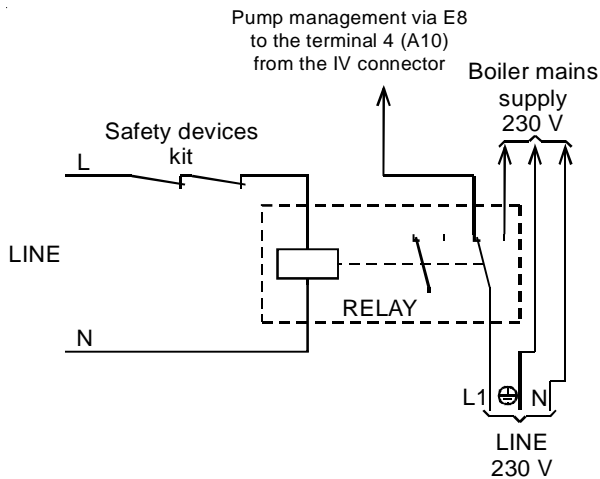 Pump management via E8
to the terminal 4 (A10)
from the IV connector
Boiler mains
supply
230 V
Safety devices
kit
L
LINE
RELAY
N
L1
N
LINE
230 V